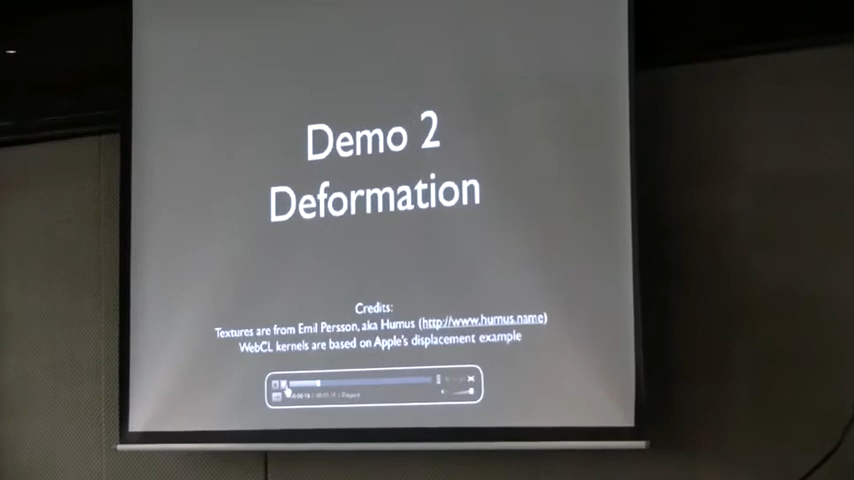 Demo 2
Deformation
Credits:
Textures are from Emil Persson, aka Humus (http://www.humus.name)
WebCL kernels are based on Apple's displacement example